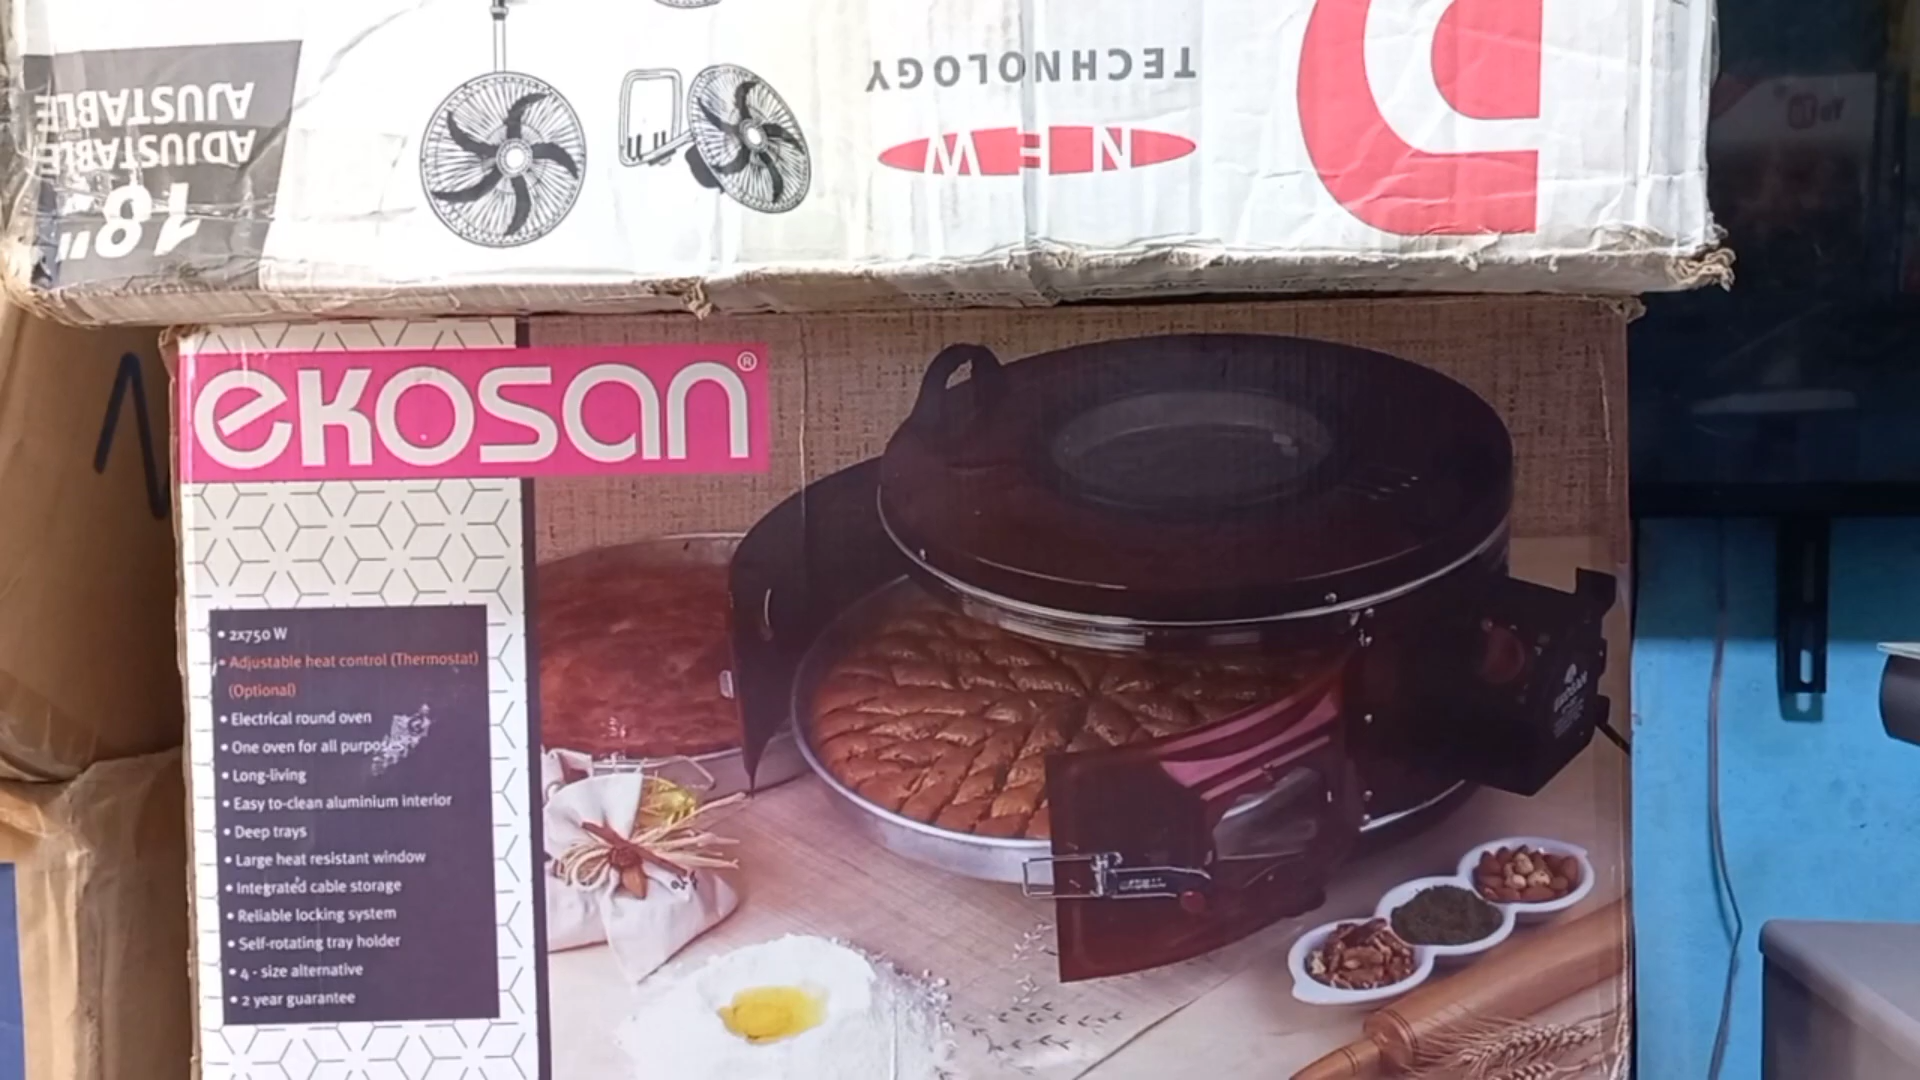 AJUSTABLE
ADJUSTABLE
18"
TECHNOLOGY
NEW
ekosan®
• 2x750 W
• Adjustable heat control (Thermostat)
(Optional)
• Electrical round oven
• One oven for all purposes
• Long-living
• Easy to-clean aluminium interior
• Deep trays
• Large heat resistant window
• Integrated cable storage
• Reliable locking system
• Self-rotating tray holder
• 4 - size alternative
• 2 year guarantee
EKOSAN